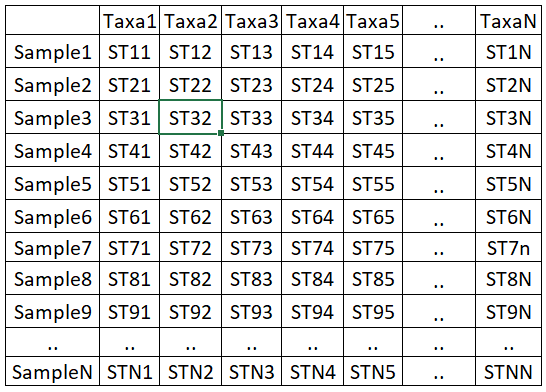 Taxa1 Taxa2 Taxa3 Taxa4 Taxa5 .. TaxaN
Sample1 ST11 ST12 ST13 ST14 ST15 .. ST1N
Sample2 ST21 ST22 ST23 ST24 ST25 .. ST2N
Sample3 ST31 ST32 ST33 ST34 ST35 .. ST3N
Sample4 ST41 ST42 ST43 ST44 ST45 .. ST4N
Sample5 ST51 ST52 ST53 ST54 ST55 .. ST5N
Sample6 ST61 ST62 ST63 ST64 ST65 .. ST6N
Sample7 ST71 ST72 ST73 ST74 ST75 .. ST7n
Sample8 ST81 ST82 ST83 ST84 ST85 .. ST8N
Sample9 ST91 ST92 ST93 ST94 ST95 .. ST9N
.. .. .. .. .. .. .. ..
SampleN STN1 STN2 STN3 STN4 STN5 .. STNN